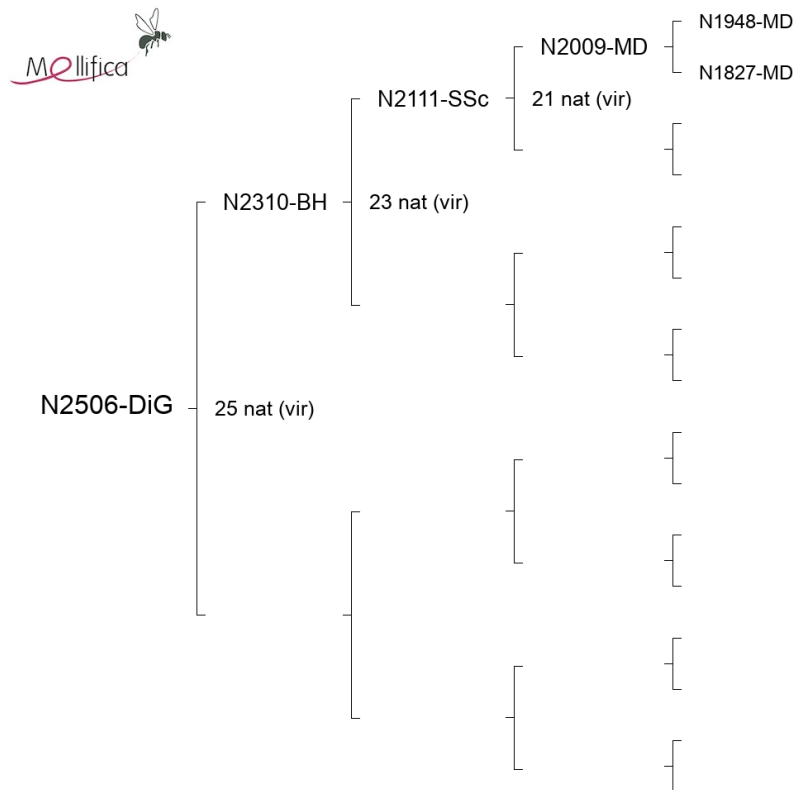 Mellifica
N1948-MD
N2009-MD
N1827-MD
N2111-SSc
21 nat (vir)
N2310-BH
23 nat (vir)
N2506-DiG
25 nat (vir)